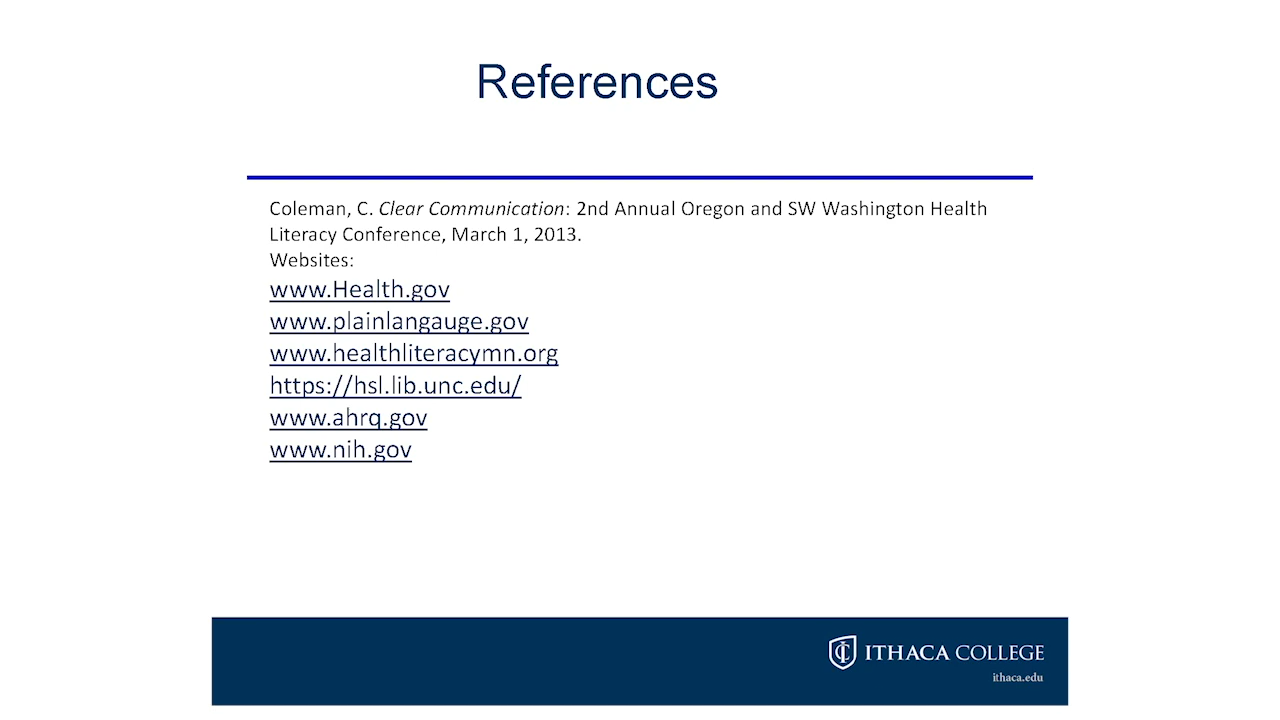 References
Coleman, C. Clear Communication: 2nd Annual Oregon and SW Washington Health
Literacy Conference, March 1, 2013.
Websites:
www.Health.gov
www.plainlangauge.gov
www.healthliteracymn.org
https://hsl.lib.unc.edu/
www.ahrq.gov
www.nih.gov
ITHACA COLLEGE
ithaca.edu